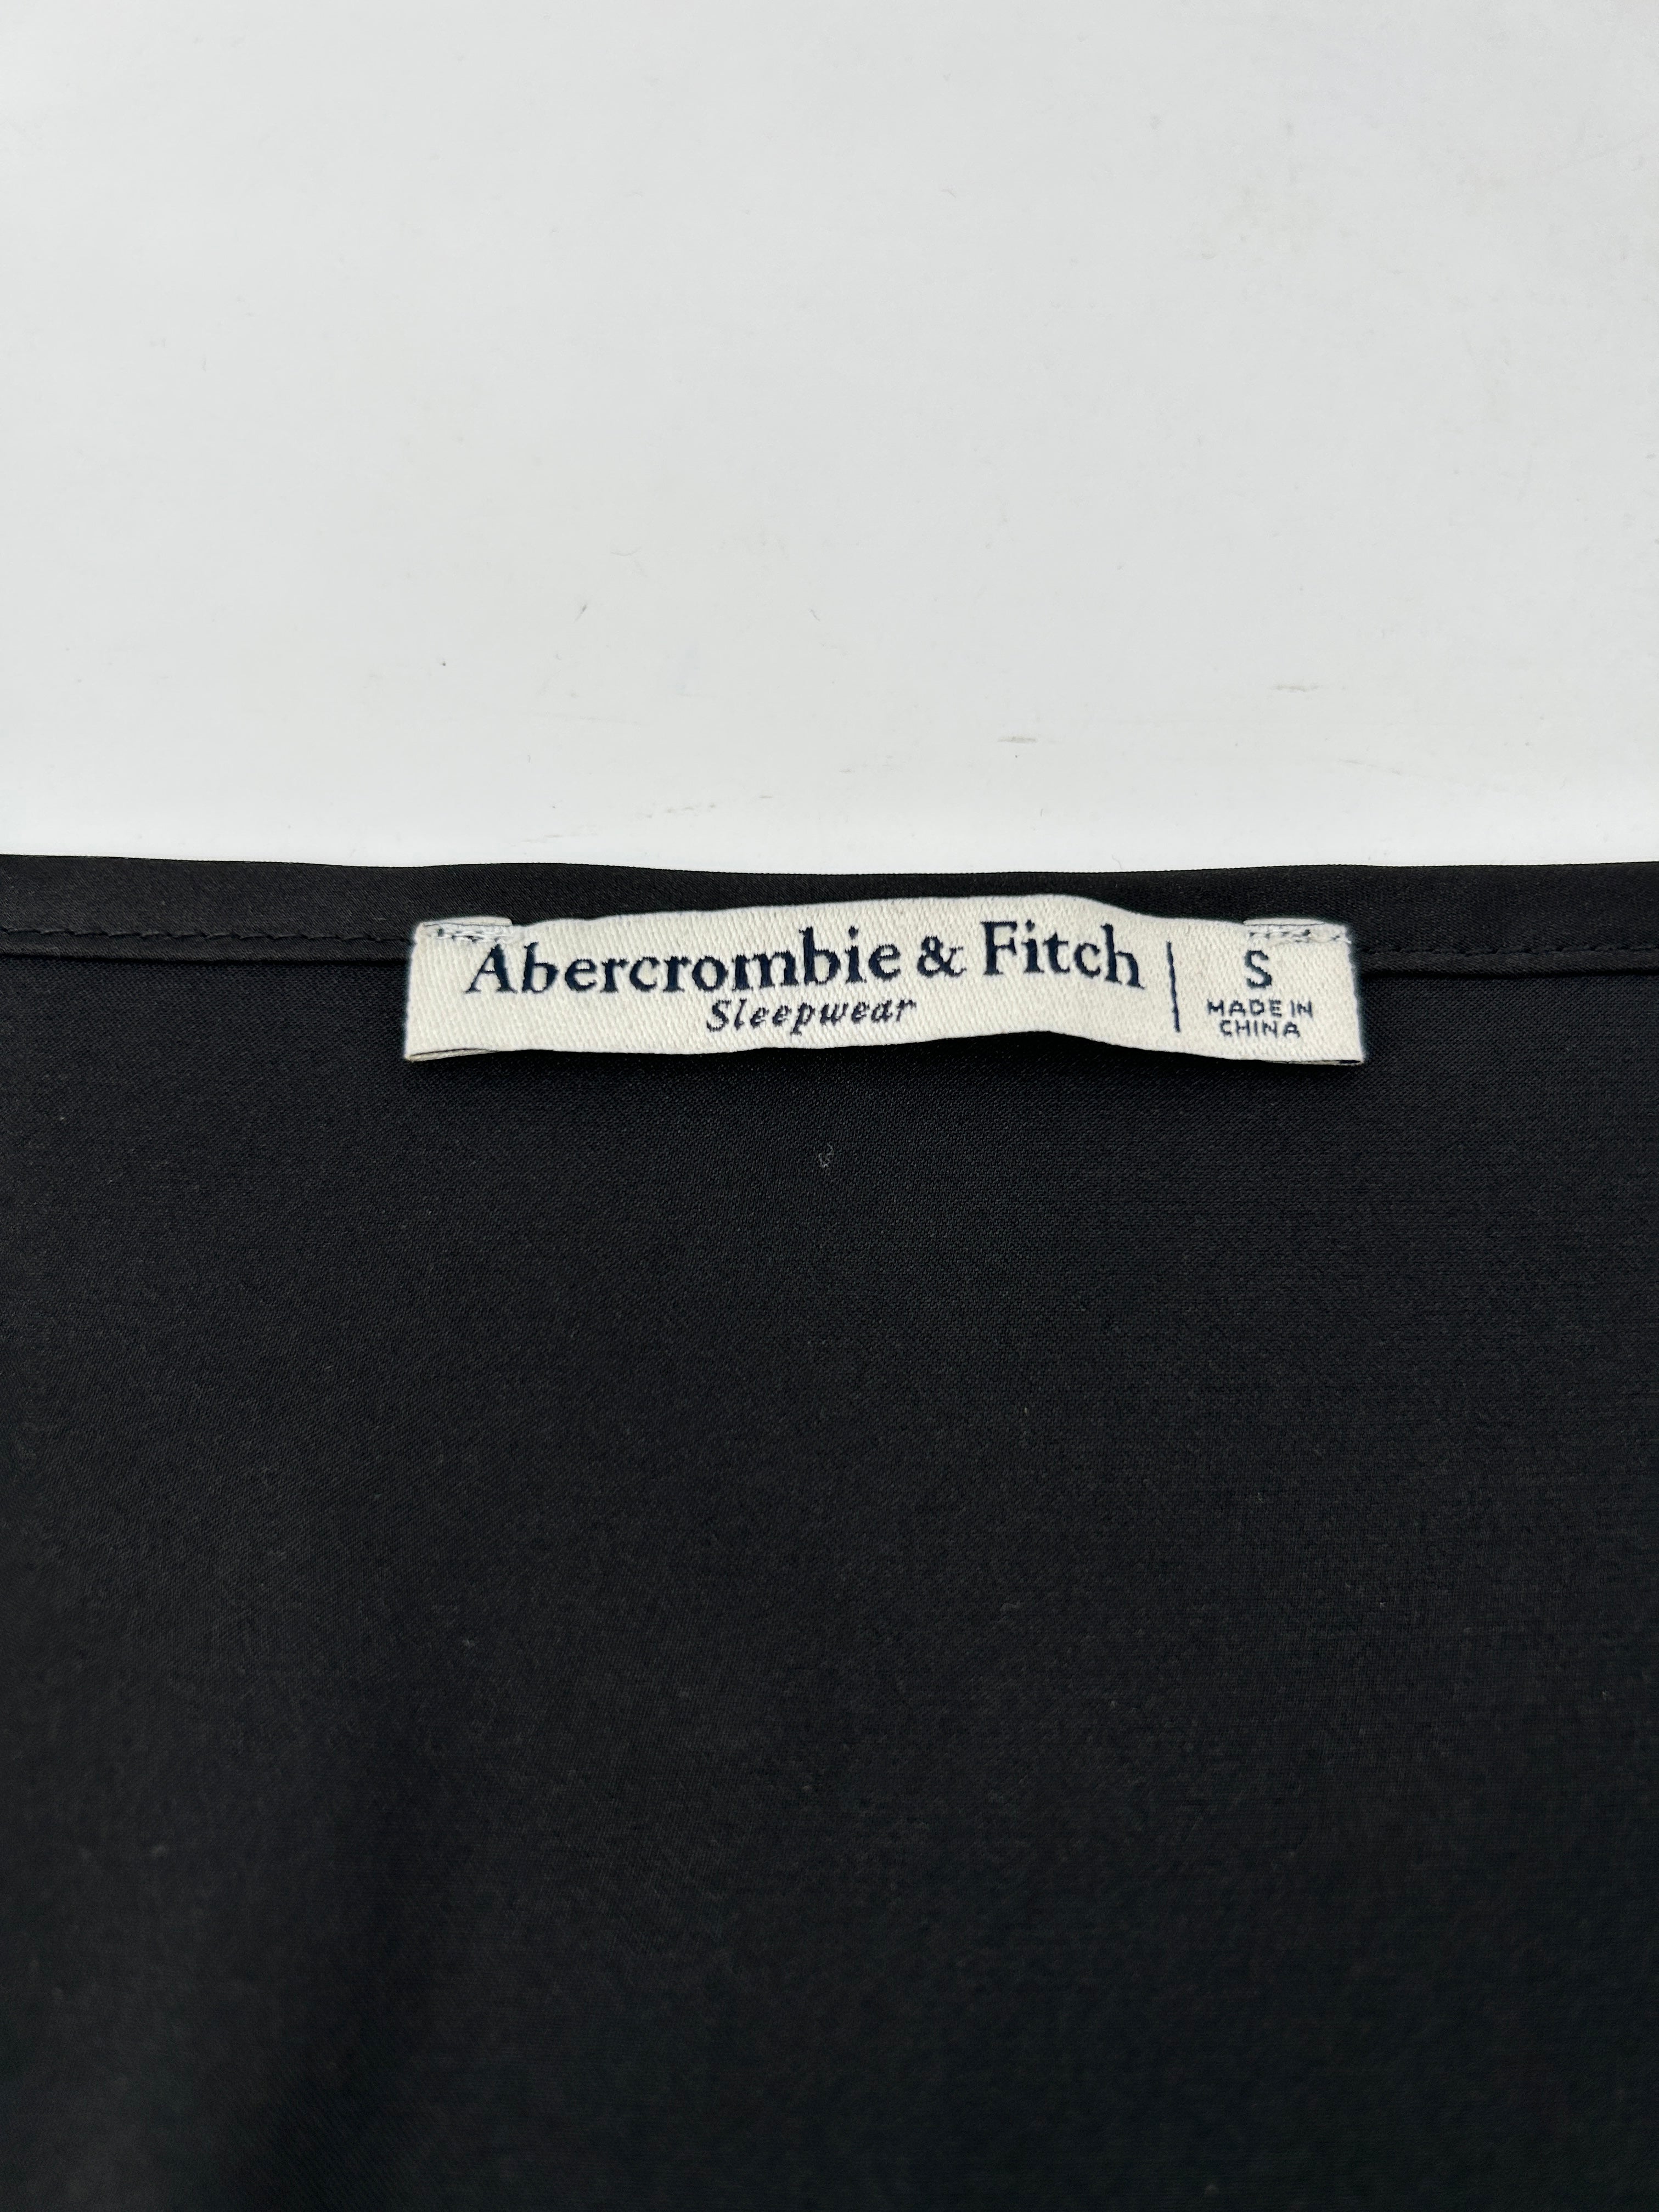 Abercrombie & Fitch
Sleepwear
S
MADE IN
CHINA